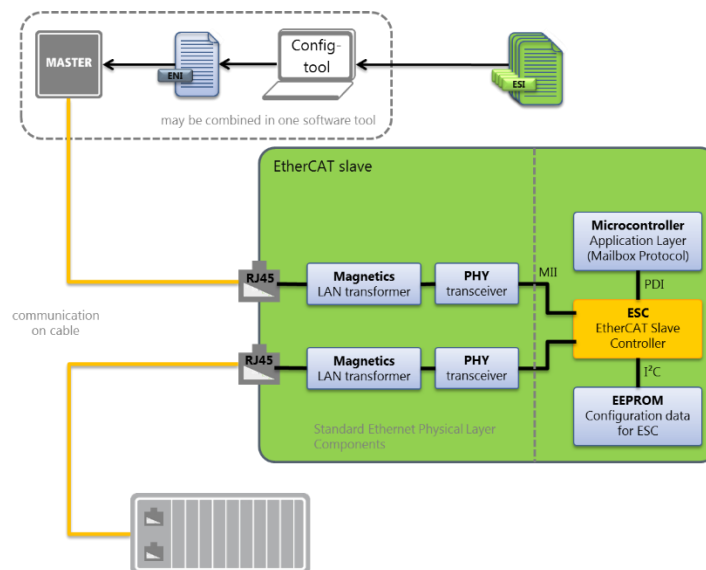 MASTER
ENI
Config-
tool
ESI
may be combined in one software tool
EtherCAT slave
Microcontroller
Application Layer
(Mailbox Protocol)
RJ45
Magnetics
LAN transformer
PHY
transceiver
MII
PDI
communication
on cable
ESC
EtherCAT Slave
Controller
RJ45
Magnetics
LAN transformer
PHY
transceiver
I²C
EEPROM
Configuration data
for ESC
Standard Ethernet Physical Layer
Components